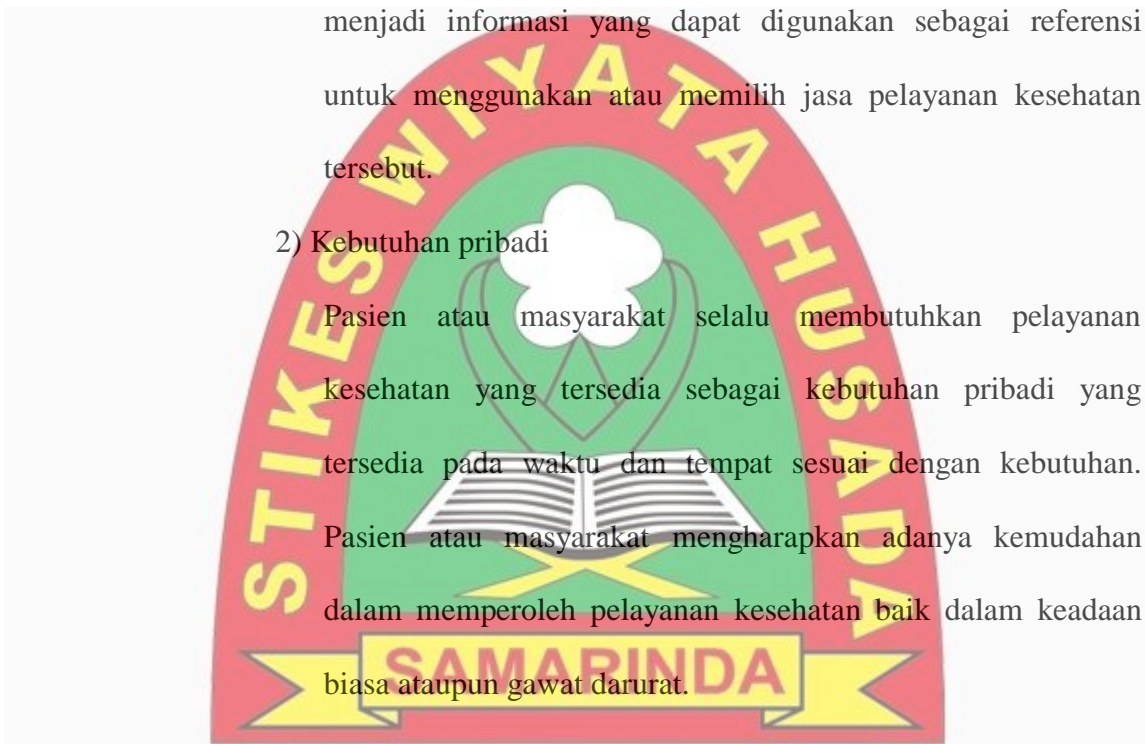 menjadi informasi yang dapat digunakan sebagai referensi
untuk menggunakan atau memilih jasa pelayanan kesehatan
tersebut.
2) Kebutuhan pribadi
Pasien atau masyarakat selalu membutuhkan pelayanan
kesehatan yang tersedia sebagai kebutuhan pribadi yang
tersedia pada waktu dan tempat sesuai dengan kebutuhan.
Pasien atau masyarakat mengharapkan adanya kemudahan
dalam memperoleh pelayanan kesehatan baik dalam keadaan
biasa ataupun gawat darurat.
STIKES WIYATA HUSADA
SAMARINDA